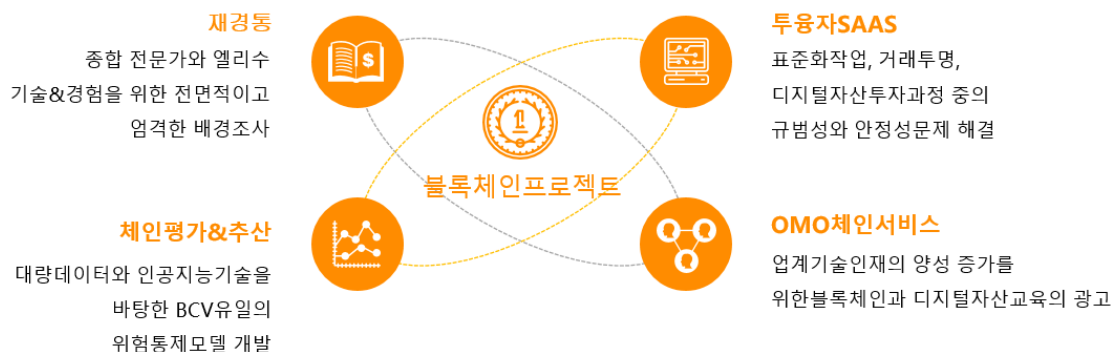 재경통
종합 전문가와 엘리수
기술&경험을 위한 전면적이고
엄격한 배경조사
투융자SAAS
표준화작업, 거래투명,
디지털자산투자과정 중의
규범성와 안정성문제 해결
$
1
블록체인프로젝트
체인평가&추산
대량데이터와 인공지능기술을
바탕한 BCV유일의
위험통제모델 개발
OMO체인서비스
업계기술인재의 양성 증가를
위한블록체인과 디지털자산교육의 광고